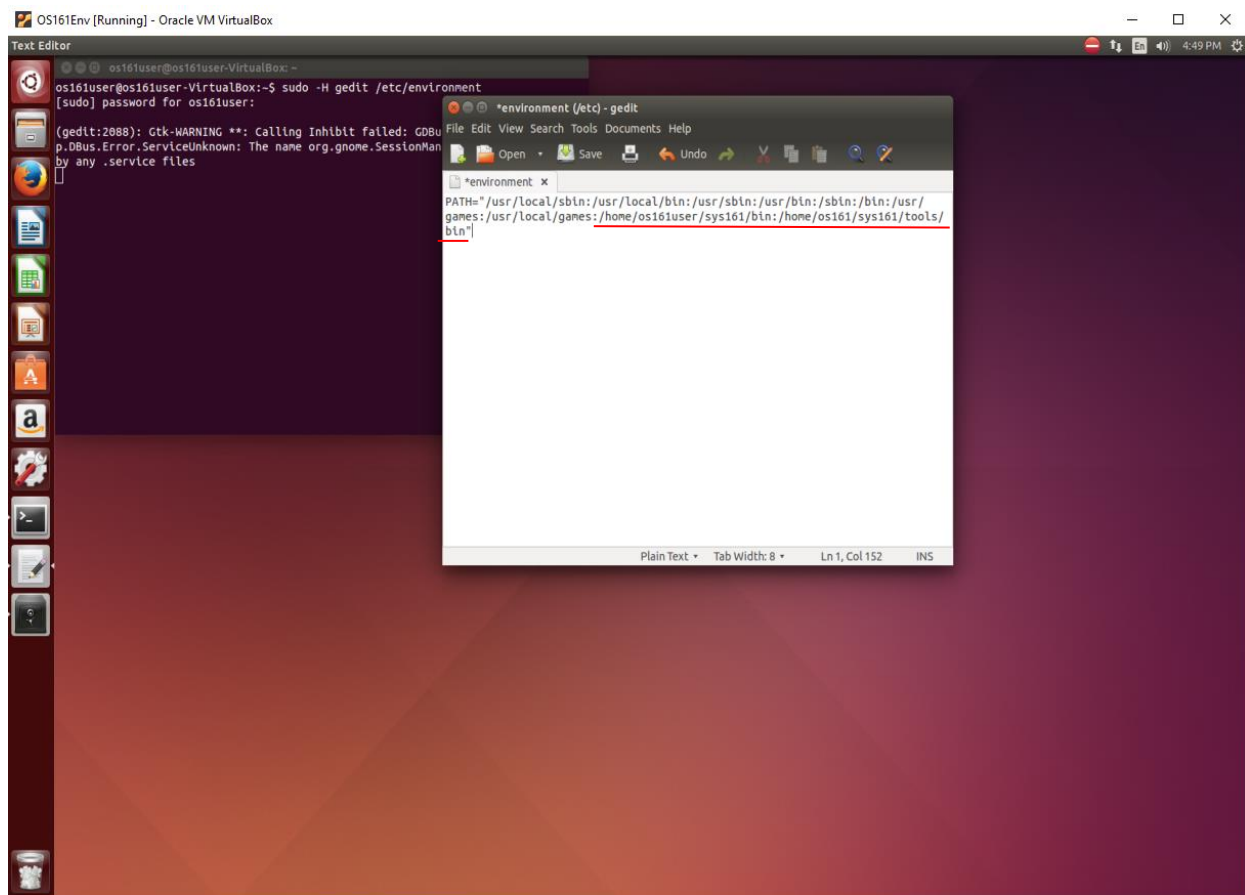 OS161Env [Running] - Oracle VM VirtualBox
Text Editor
En
4:49 PM
os161user@os161user-VirtualBox: ~
os161user@os161user-VirtualBox:~$ sudo -H gedit /etc/environment
[sudo] password for os161user:
(gedit:2088): Gtk-WARNING **: Calling Inhibit failed: GDBu
p.DBus.Error.ServiceUnknown: The name org.gnome.SessionMan
by any .service files
*environment (/etc) - gedit
File Edit View Search Tools Documents Help
Open Save Undo
*environment
PATH="/usr/local/sbin:/usr/local/bin:/usr/sbin:/usr/bin:/sbin:/bin:/usr/
games:/usr/local/games:/home/os161user/sys161/bin:/home/os161/sys161/tools/
bin"
Plain Text Tab Width: 8 Ln 1, Col 152 INS
a
>_